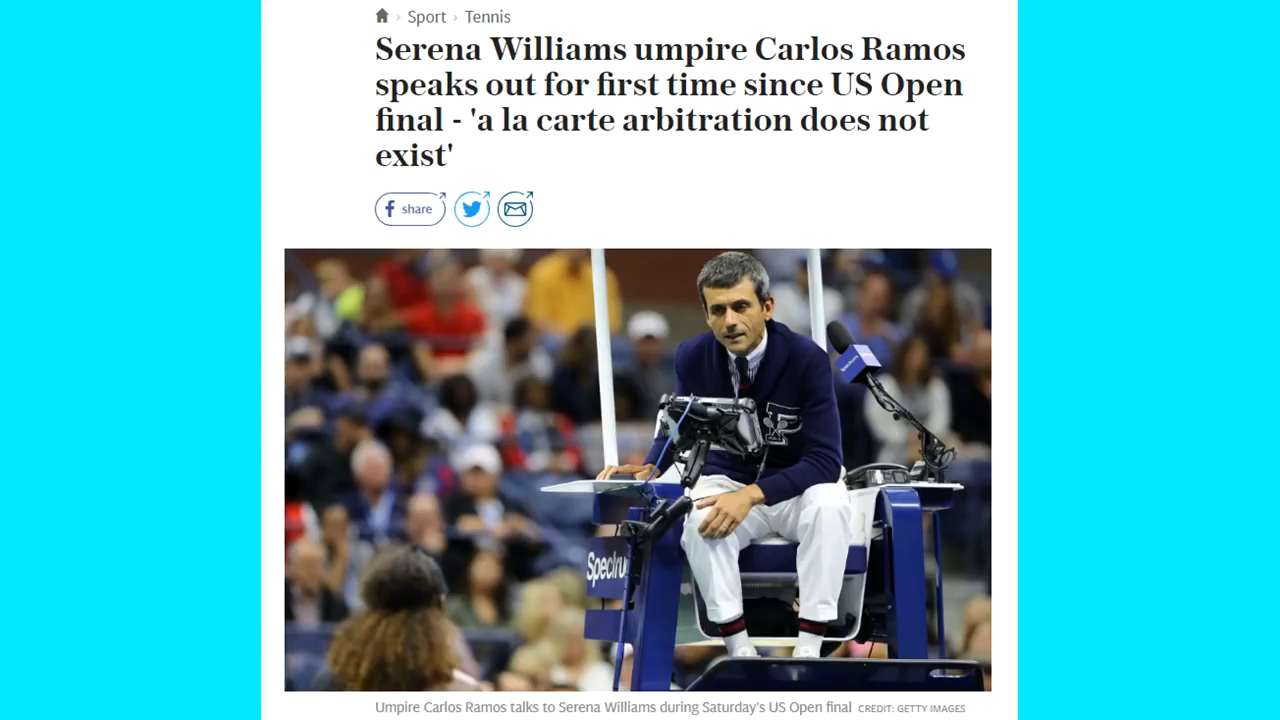 Sport › Tennis
Serena Williams umpire Carlos Ramos
speaks out for first time since US Open
final - 'a la carte arbitration does not
exist'
share
Spectru
Umpire Carlos Ramos talks to Serena Williams during Saturday's US Open final CREDIT: GETTY IMAGES